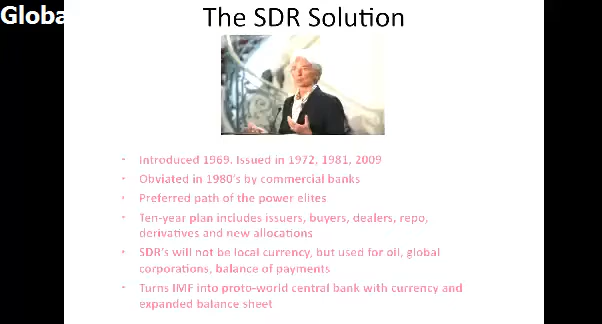 Globa
The SDR Solution
• Introduced 1969. Issued in 1972, 1981, 2009
• Obviated in 1980's by commercial banks
• Preferred path of the power elites
• Ten-year plan includes issuers, buyers, dealers, repo,
derivatives and new allocations
• SDR's will not be local currency, but used for oil, global
corporations, balance of payments
• Turns IMF into proto-world central bank with currency and
expanded balance sheet